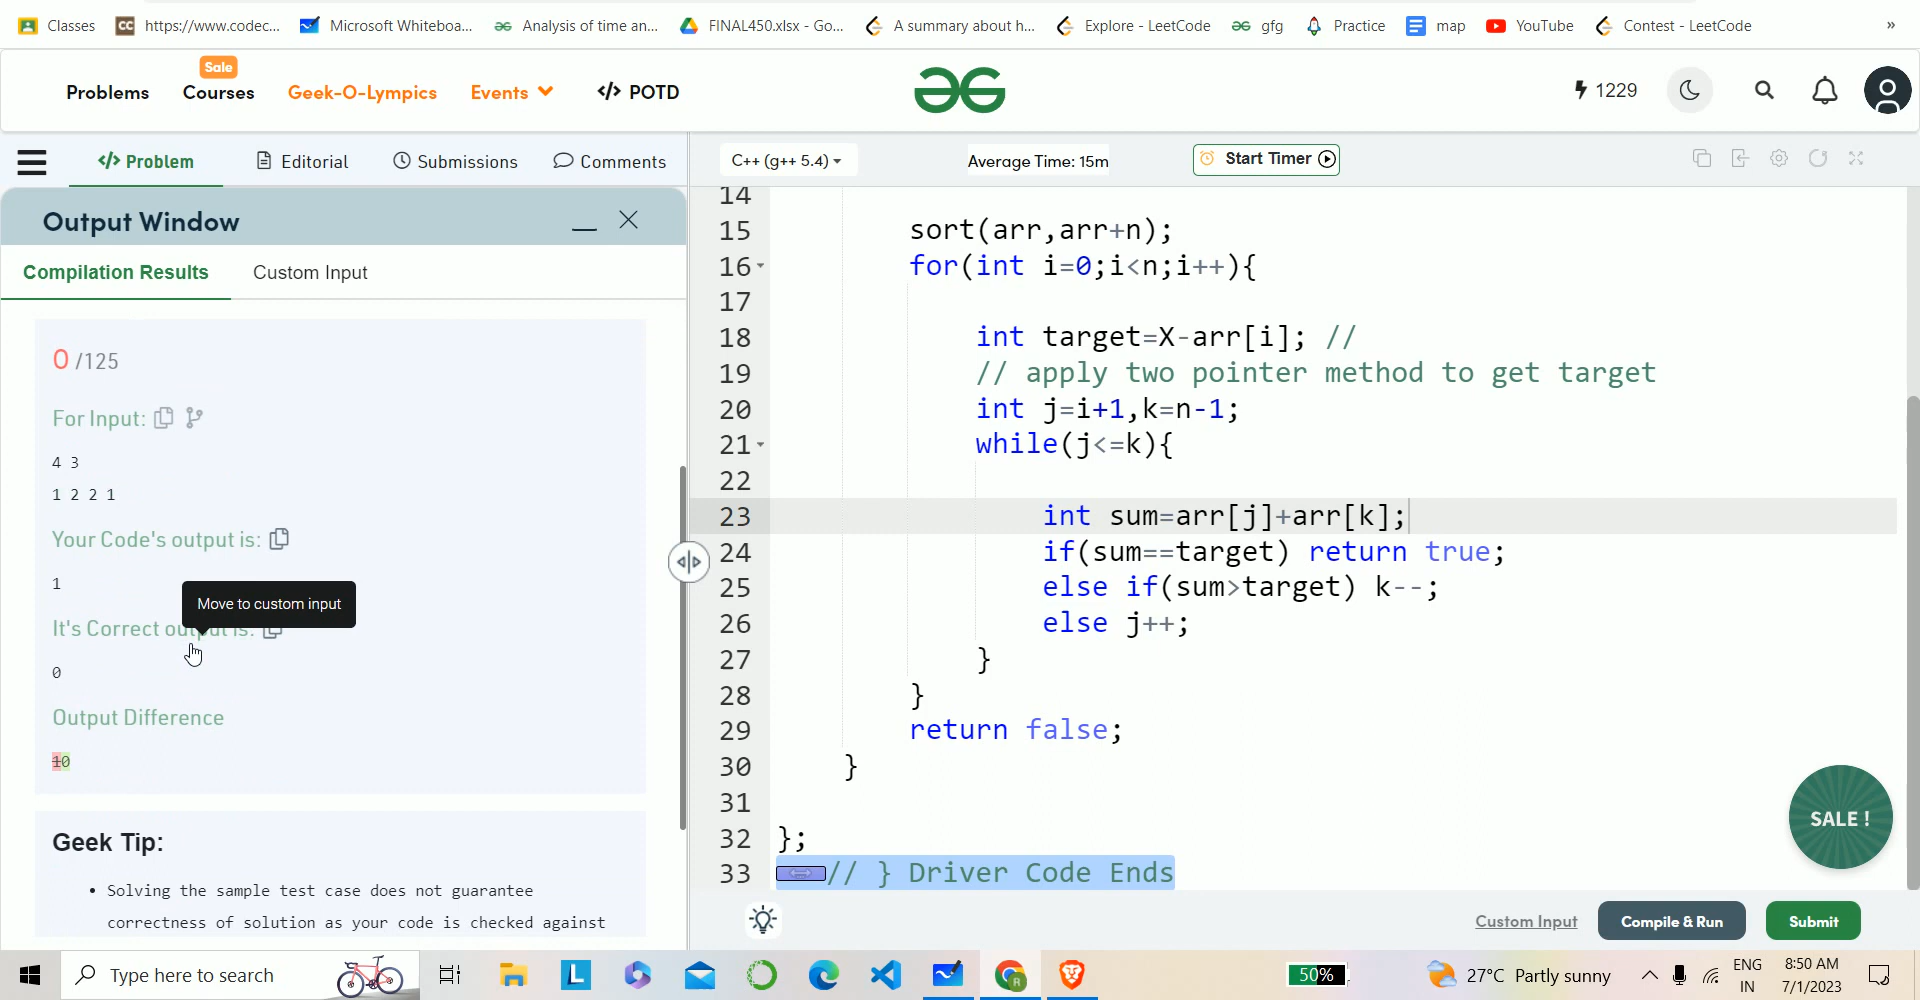 Classes https://www.codec... Microsoft Whiteboa... Analysis of time an... FINAL450.xlsx - Go... A summary about h... Explore - LeetCode gfg Practice map YouTube Contest - LeetCode »
Sale
Problems Courses Geek-O-Lympics Events </> POTD 1229
</> Problem Editorial Submissions Comments
C++ (g++ 5.4) Average Time: 15m Start Timer
Output Window
Compilation Results Custom Input
0 /125
For Input:
4 3
1 2 2 1
Your Code's output is:
1
Move to custom input
It's Correct output is:
0
Output Difference
10
Geek Tip:
• Solving the sample test case does not guarantee
correctness of solution as your code is checked against
14
15 sort(arr,arr+n);
16 for(int i=0;i<n;i++){
17
18 int target=X-arr[i]; //
19 // apply two pointer method to get target
20 int j=i+1,k=n-1;
21 while(j<=k){
22
23 int sum=arr[j]+arr[k];
24 if(sum==target) return true;
25 else if(sum>target) k--;
26 else j++;
27 }
28 }
29 return false;
30 }
31
32 };
33 // } Driver Code Ends
SALE !
Custom Input Compile & Run Submit
Type here to search L 50% 27°C Partly sunny ENG IN 8:50 AM 7/1/2023